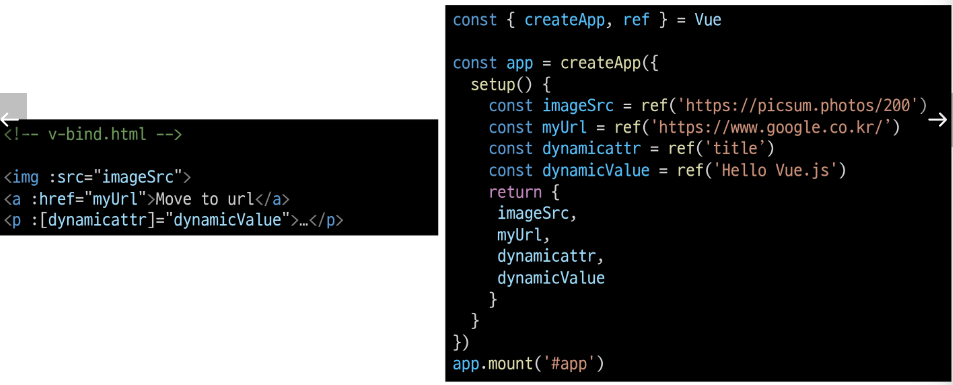 <!-- v-bind.html -->
<img :src="imageSrc">
<a :href="myUrl">Move to url</a>
<p :[dynamicattr]="dynamicValue">…</p>
const { createApp, ref } = Vue
const app = createApp({
  setup() {
    const imageSrc = ref('https://picsum.photos/200')
    const myUrl = ref('https://www.google.co.kr/’)
    const dynamicattr = ref('title’)
    const dynamicValue = ref('Hello Vue.js')
    return {
     imageSrc,
     myUrl,
     dynamicattr,
     dynamicValue
    }
  }
})
app.mount('#app')